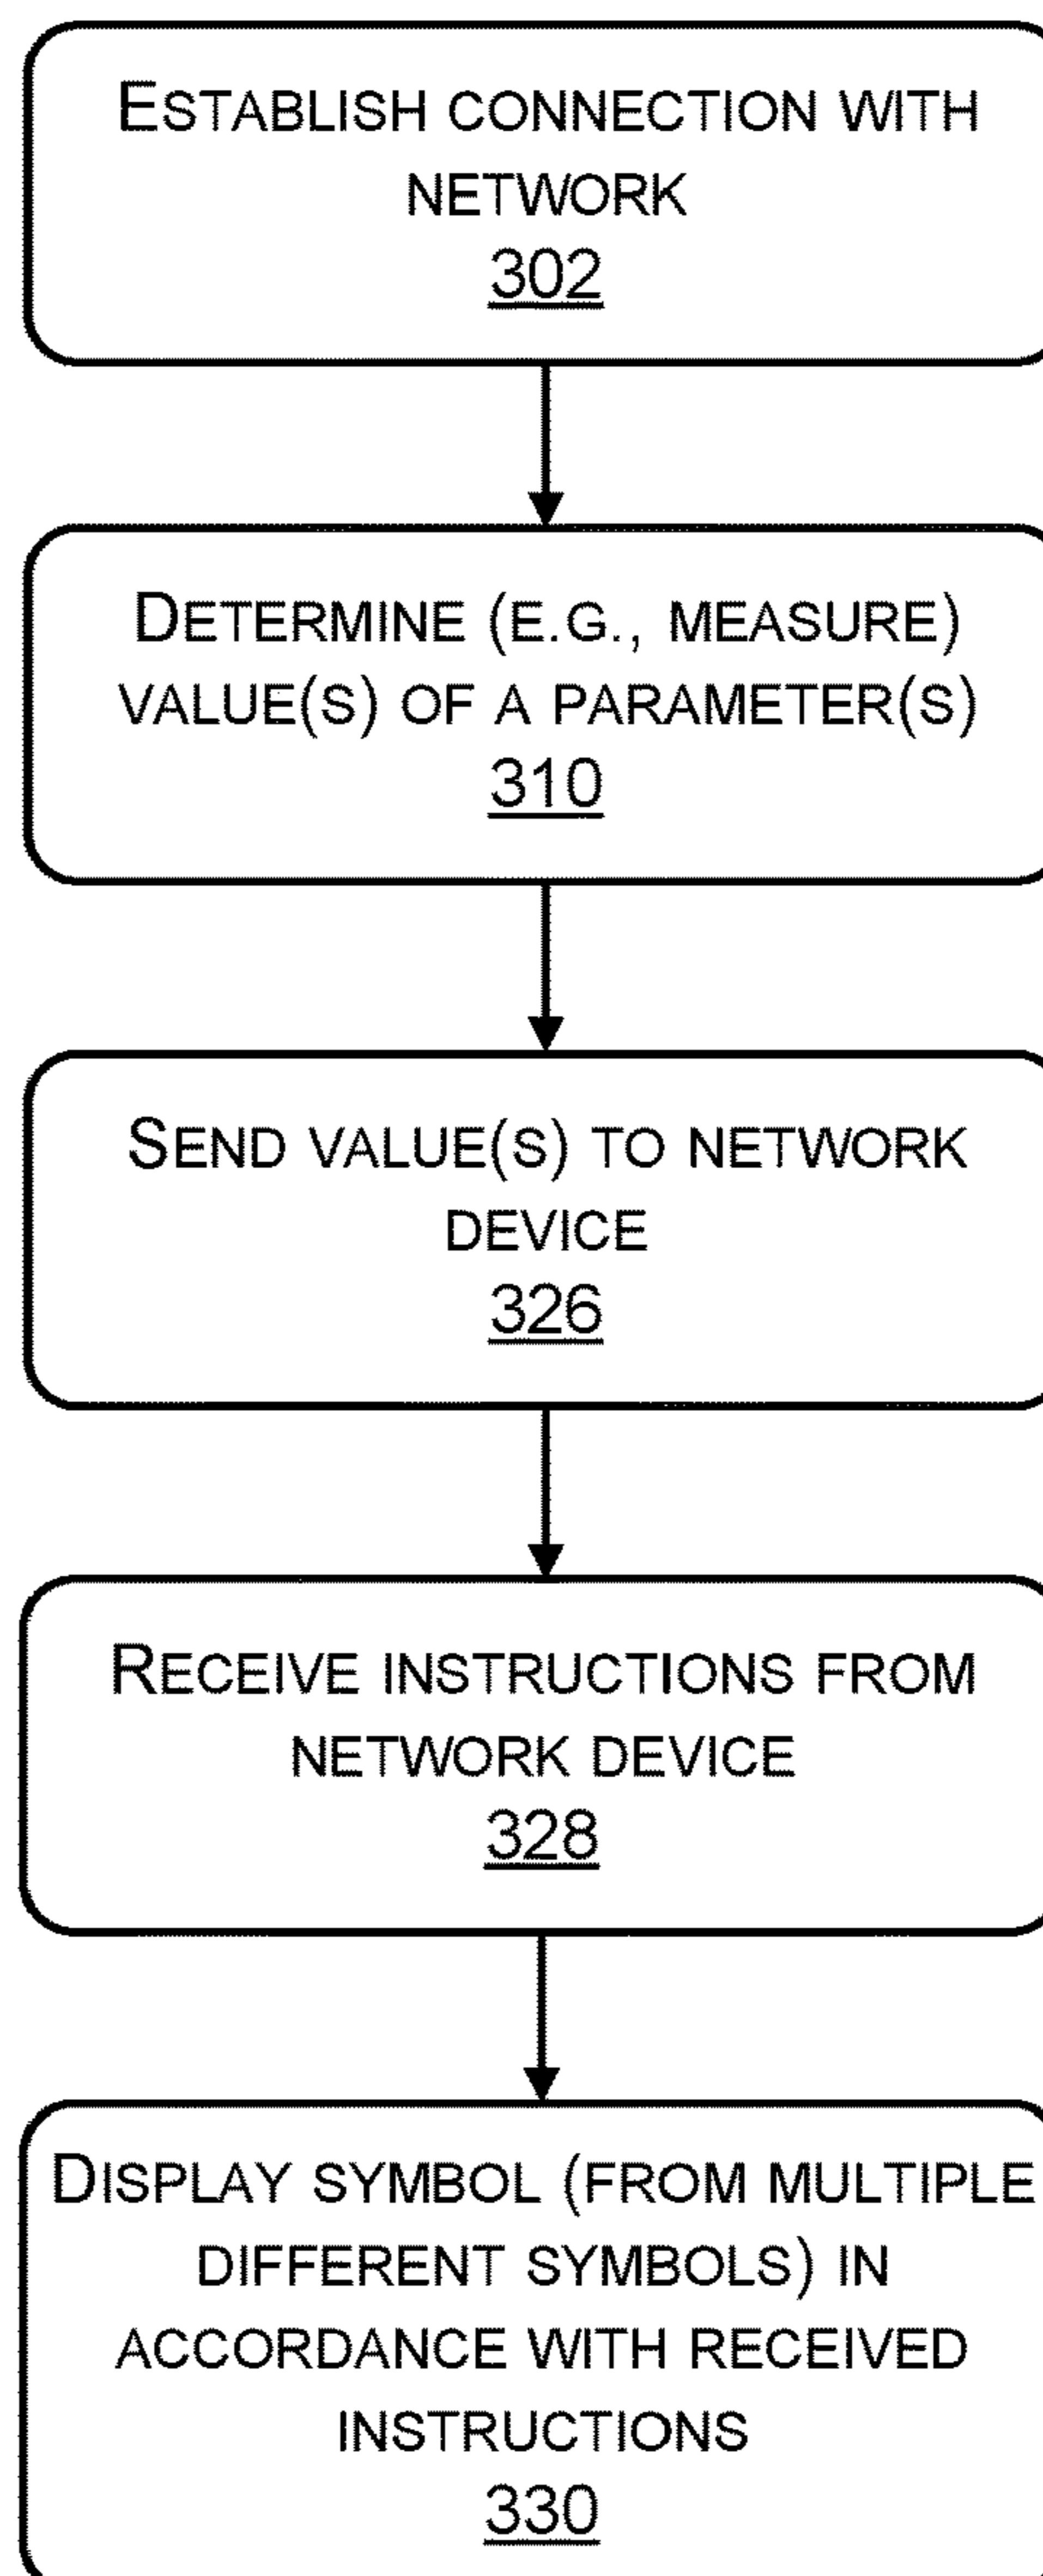 ESTABLISH CONNECTION WITH
NETWORK
302
DETERMINE (E.G., MEASURE)
VALUE(S) OF A PARAMETER(S)
310
SEND VALUE(S) TO NETWORK
DEVICE
326
RECEIVE INSTRUCTIONS FROM
NETWORK DEVICE
328
DISPLAY SYMBOL (FROM MULTIPLE
DIFFERENT SYMBOLS) IN
ACCORDANCE WITH RECEIVED
INSTRUCTIONS
330